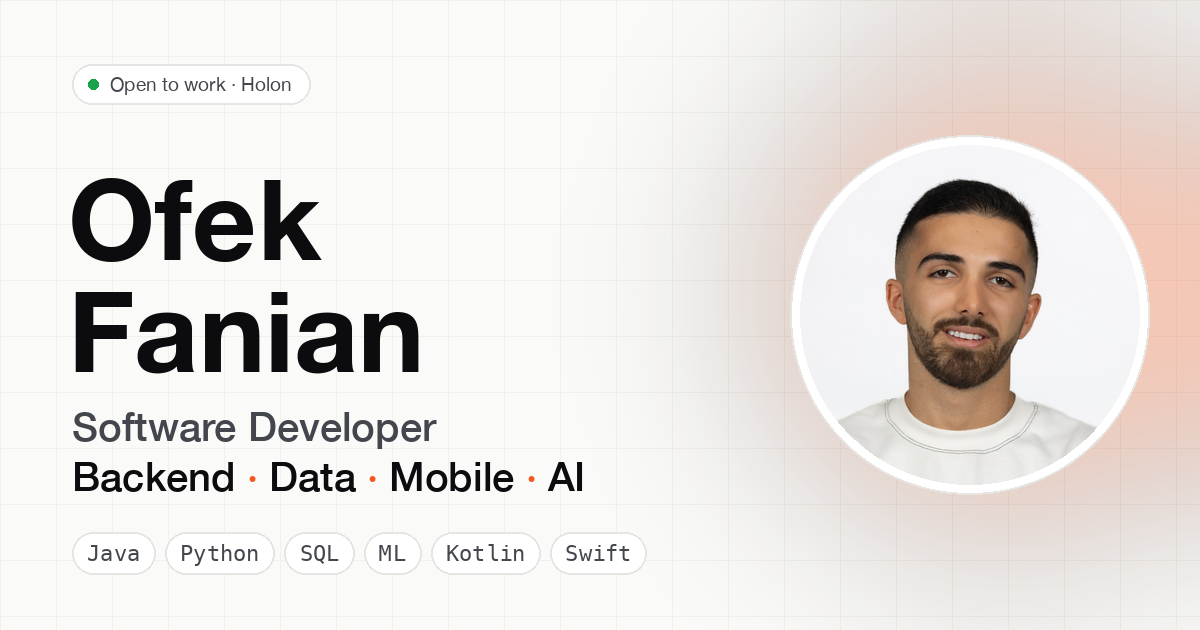 Open to work · Holon
Ofek
Fanian
Software Developer
Backend · Data · Mobile · AI
Java Python SQL ML Kotlin Swift